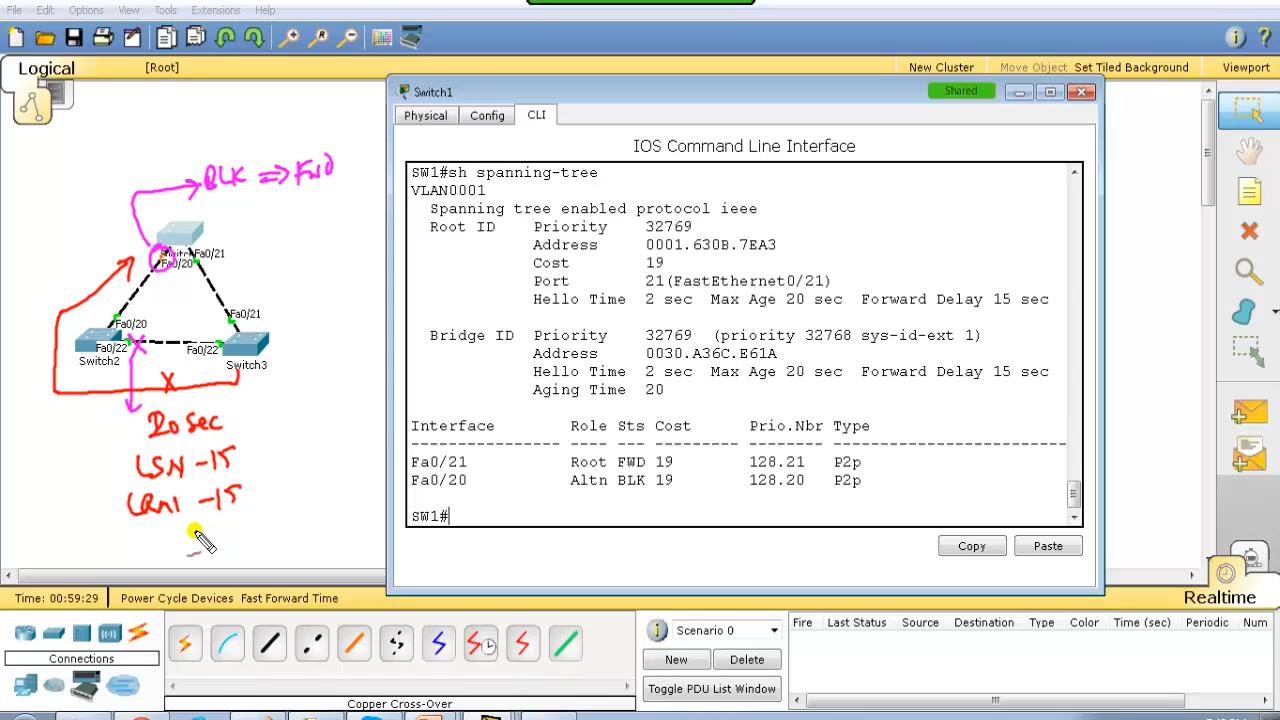 File Edit Options View Tools Extensions Help
Logical [Root] New Cluster Move Object Set Tiled Background Viewport
BLK => FWD
Fa0/21
Fa0/20
Fa0/20
Fa0/21
Fa0/22
Fa0/22
Switch2
Switch3
20 sec
LSN -15
LRN -15
Switch1
Shared
Physical Config CLI
IOS Command Line Interface
SW1#sh spanning-tree
VLAN0001
Spanning tree enabled protocol ieee
Root ID Priority 32769
Address 0001.630B.7EA3
Cost 19
Port 21(FastEthernet0/21)
Hello Time 2 sec Max Age 20 sec Forward Delay 15 sec
Bridge ID Priority 32769 (priority 32768 sys-id-ext 1)
Address 0030.A36C.E61A
Hello Time 2 sec Max Age 20 sec Forward Delay 15 sec
Aging Time 20
Interface Role Sts Cost Prio.Nbr Type
---------------- ---- --- --------- -------- --------------------------------
Fa0/21 Root FWD 19 128.21 P2p
Fa0/20 Altn BLK 19 128.20 P2p
SW1#
Copy Paste
Time: 00:59:29 Power Cycle Devices Fast Forward Time
Realtime
Connections
Copper Cross-Over
Scenario 0
New Delete
Toggle PDU List Window
Fire Last Status Source Destination Type Color Time (sec) Periodic Num